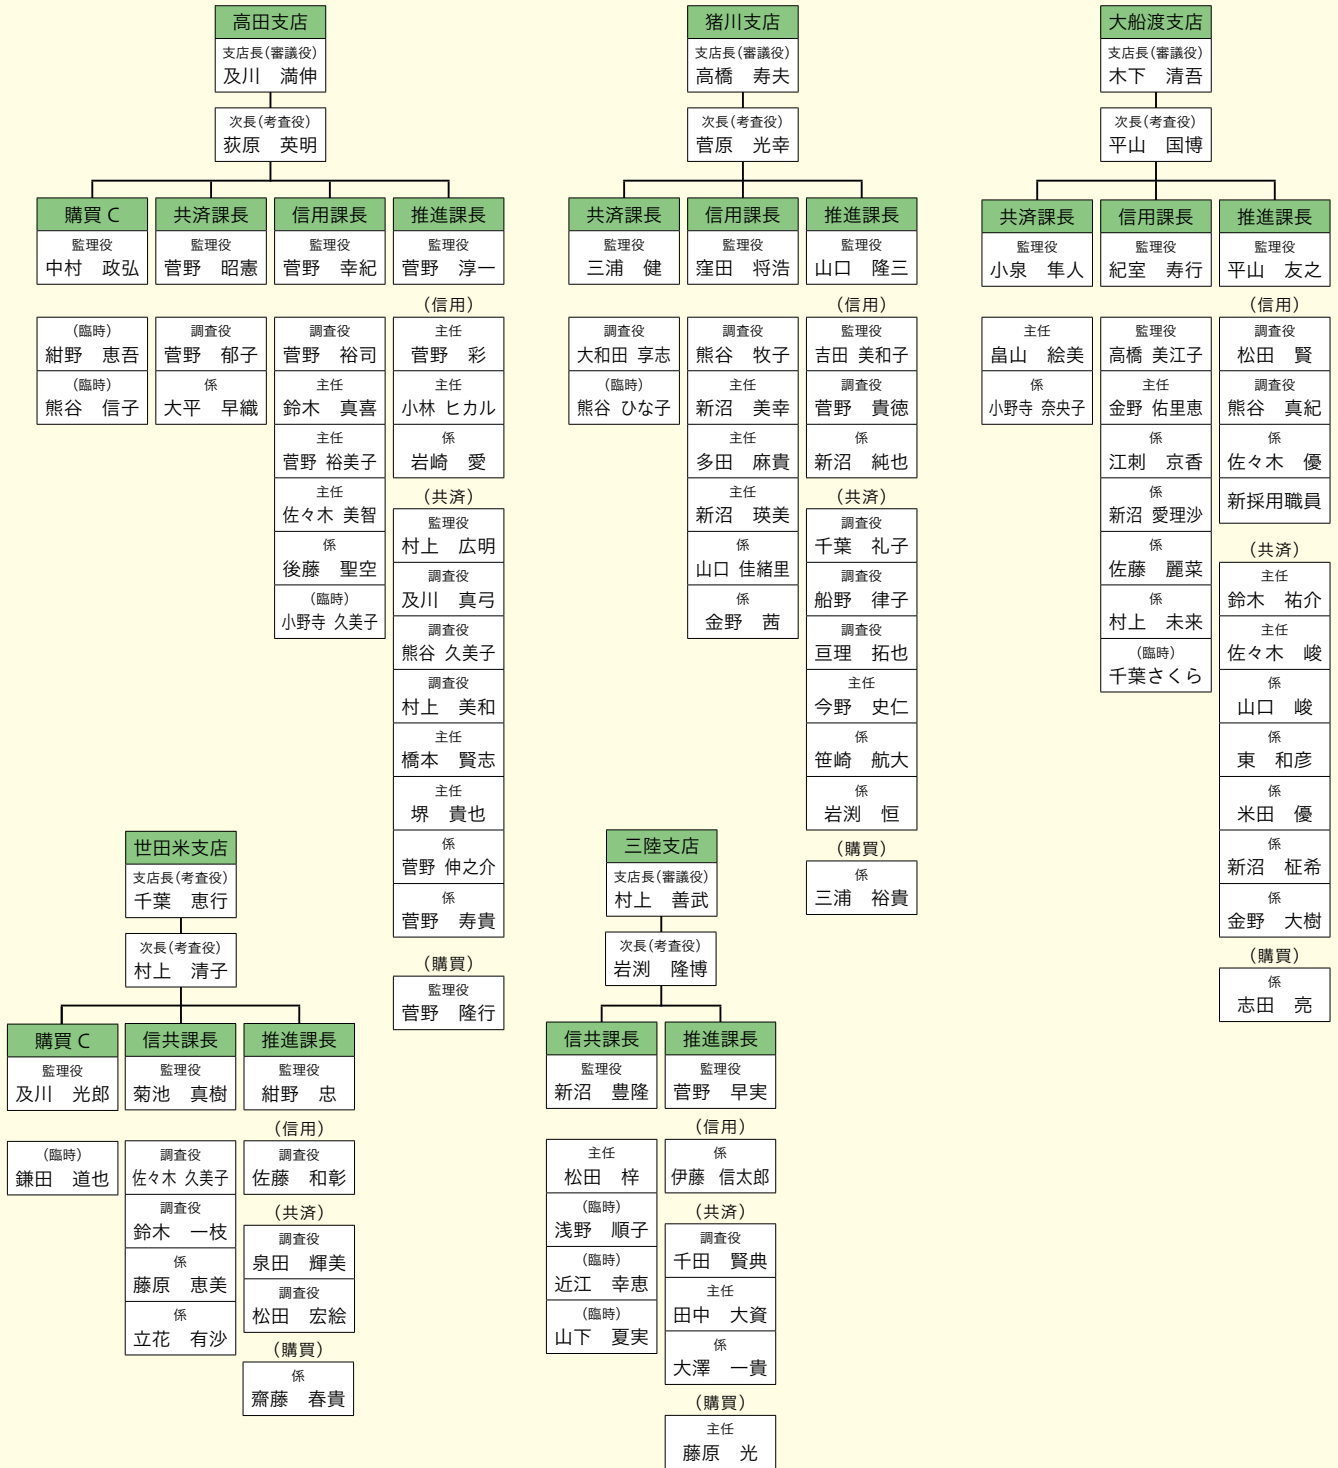 高田支店
支店長(審議役)
及川　満伸
次長(考査役)
荻原　英明
購買 C
監理役
中村　政弘
(臨時)
紺野　恵吾
(臨時)
熊谷　信子
共済課長
監理役
菅野　昭憲
調査役
菅野　郁子
係
大平　早織
信用課長
監理役
菅野　幸紀
調査役
菅野　裕司
主任
鈴木　真喜
主任
菅野 裕美子
主任
佐々木 美智
係
後藤　聖空
(臨時)
小野寺 久美子
推進課長
監理役
菅野　淳一
(信用)
主任
菅野　彩
主任
小林 ヒカル
係
岩崎　愛
(共済)
監理役
村上　広明
調査役
及川　真弓
調査役
熊谷 久美子
調査役
村上　美和
主任
橋本　賢志
主任
堺　貴也
係
菅野 伸之介
係
菅野　寿貴
(購買)
監理役
菅野　隆行
猪川支店
支店長(審議役)
高橋　寿夫
次長(考査役)
菅原　光幸
共済課長
監理役
三浦　健
調査役
大和田 享志
(臨時)
熊谷 ひな子
信用課長
監理役
窪田　将浩
調査役
熊谷　牧子
主任
新沼　美幸
主任
多田　麻貴
主任
新沼　瑛美
係
山口 佳緒里
係
金野　茜
推進課長
監理役
山口　隆三
(信用)
監理役
吉田 美和子
調査役
菅野　貴徳
係
新沼　純也
(共済)
調査役
千葉　礼子
調査役
船野　律子
調査役
亘理　拓也
主任
今野　史仁
係
笹崎　航大
係
岩渕　恒
(購買)
係
三浦　裕貴
大船渡支店
支店長(審議役)
木下　清吾
次長(考査役)
平山　国博
共済課長
監理役
小泉　隼人
主任
畠山　絵美
係
小野寺 奈央子
信用課長
監理役
紀室　寿行
監理役
高橋 美江子
主任
金野 佑里恵
係
江刺　京香
係
新沼 愛理沙
係
佐藤　麗菜
係
村上　未来
(臨時)
千葉さくら
推進課長
監理役
平山　友之
(信用)
調査役
松田　賢
調査役
熊谷　真紀
係
佐々木　優
新採用職員
(共済)
主任
鈴木　祐介
主任
佐々木　峻
係
山口　峻
係
東　和彦
係
米田　優
係
新沼　柾希
係
金野　大樹
(購買)
係
志田　亮
世田米支店
支店長(考査役)
千葉　恵行
次長(考査役)
村上　清子
購買 C
監理役
及川　光郎
(臨時)
鎌田　道也
信共課長
監理役
菊池　真樹
調査役
佐々木 久美子
調査役
鈴木　一枝
係
藤原　恵美
係
立花　有沙
推進課長
監理役
紺野　忠
(信用)
調査役
佐藤　和彰
(共済)
調査役
泉田　輝美
調査役
松田　宏絵
(購買)
係
齋藤　春貴
三陸支店
支店長(審議役)
村上　善武
次長(考査役)
岩渕　隆博
信共課長
監理役
新沼　豊隆
主任
松田　梓
(臨時)
浅野　順子
(臨時)
近江　幸恵
(臨時)
山下　夏実
推進課長
監理役
菅野　早実
(信用)
係
伊藤 信太郎
(共済)
調査役
千田　賢典
主任
田中　大資
係
大澤　一貴
(購買)
主任
藤原　光